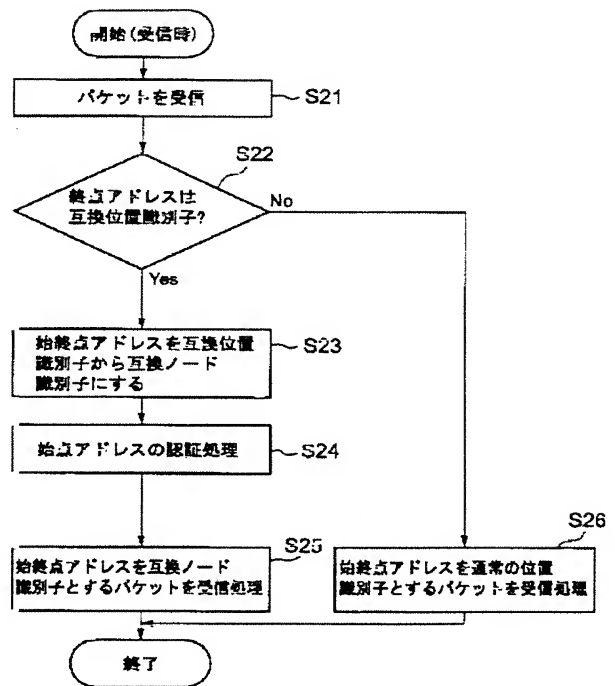 開始(受信時)
パケットを受信
S21
S22
終点アドレスは
互換位置識別子?
No
Yes
始終点アドレスを互換位置
識別子から互換ノード
識別子にする
S23
始点アドレスの認証処理
S24
S25
始終点アドレスを互換ノード
識別子とするパケットを受信処理
S26
始終点アドレスを通常の位置
識別子とするパケットを受信処理
終了